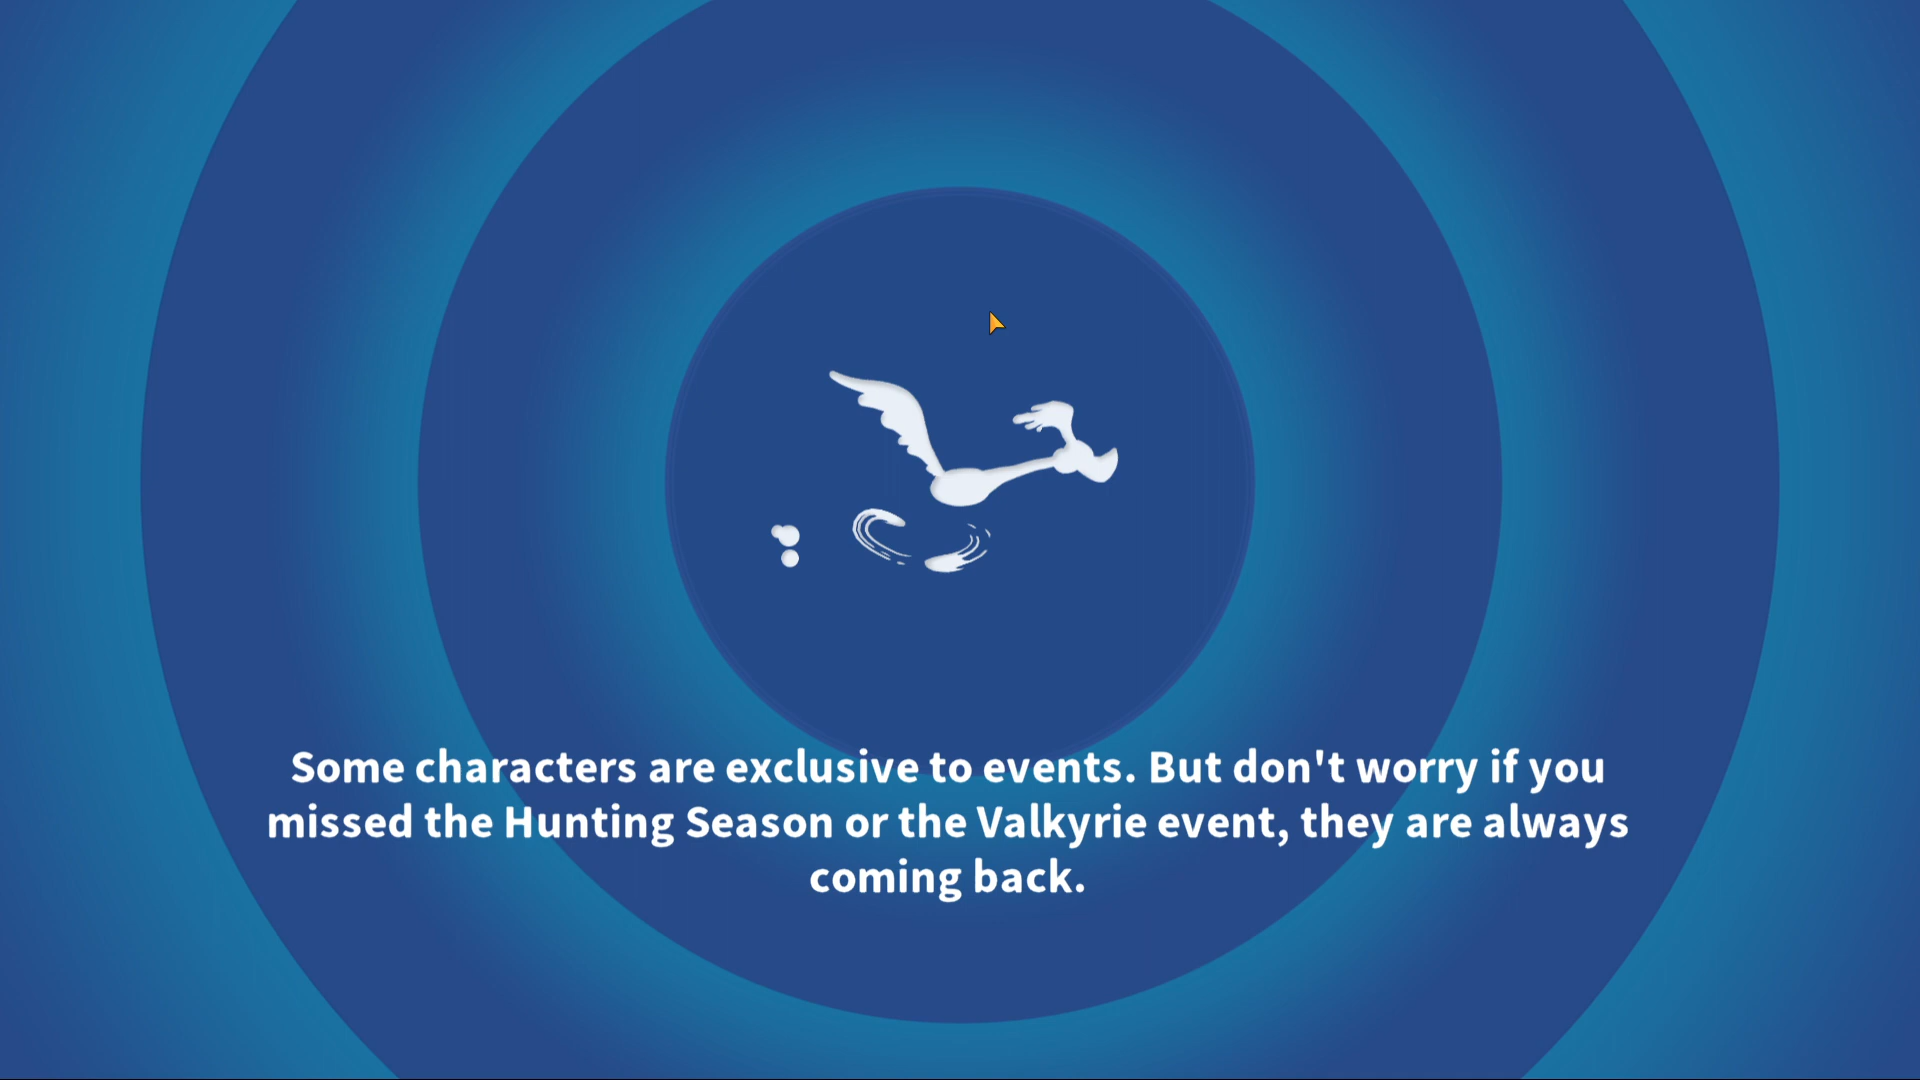 Some characters are exclusive to events. But don't worry if you
missed the Hunting Season or the Valkyrie event, they are always
coming back.